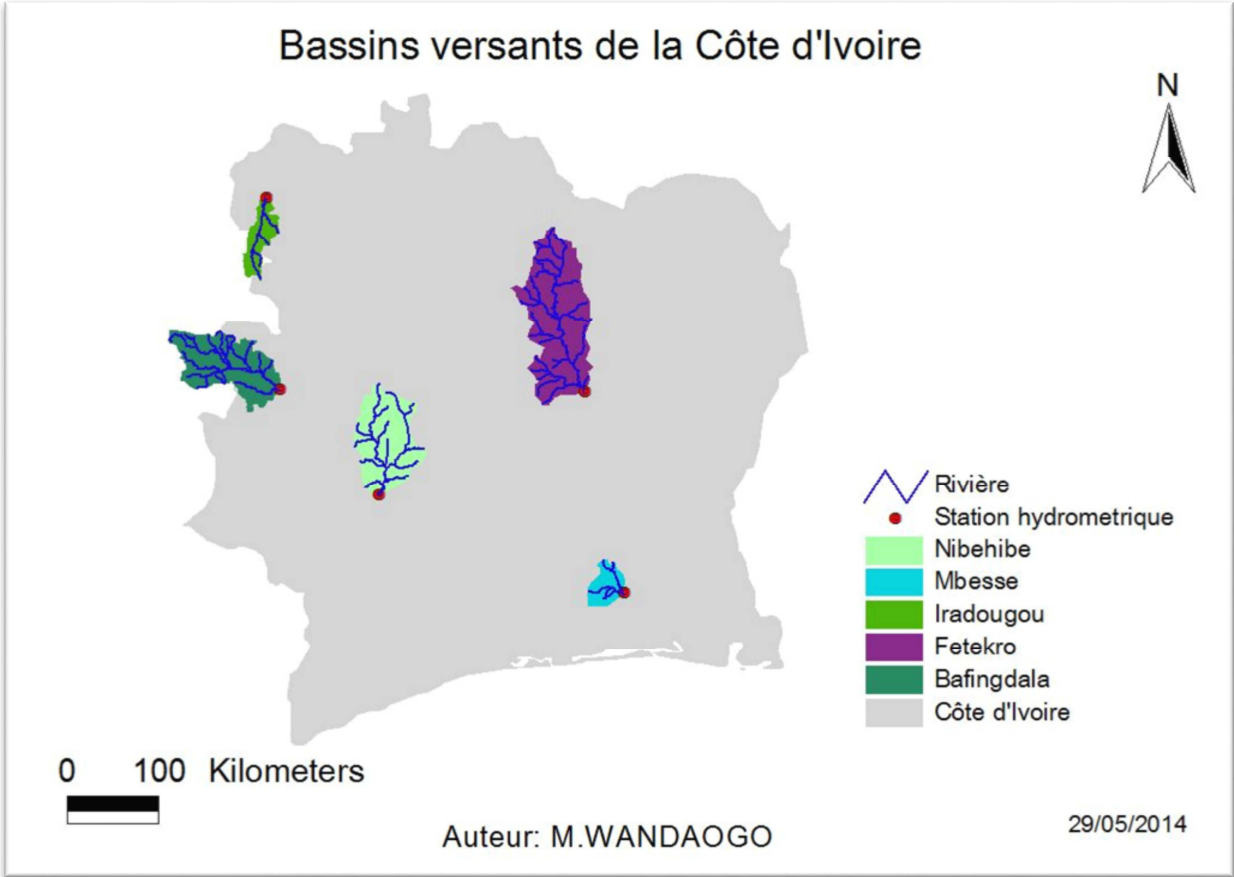 Bassins versants de la Côte d'Ivoire
N
Rivière
Station hydrometrique
Nibehibe
Mbesse
Iradougou
Fetekro
Bafingdala
Côte d'Ivoire
0 100 Kilometers
Auteur: M.WANDAOGO
29/05/2014